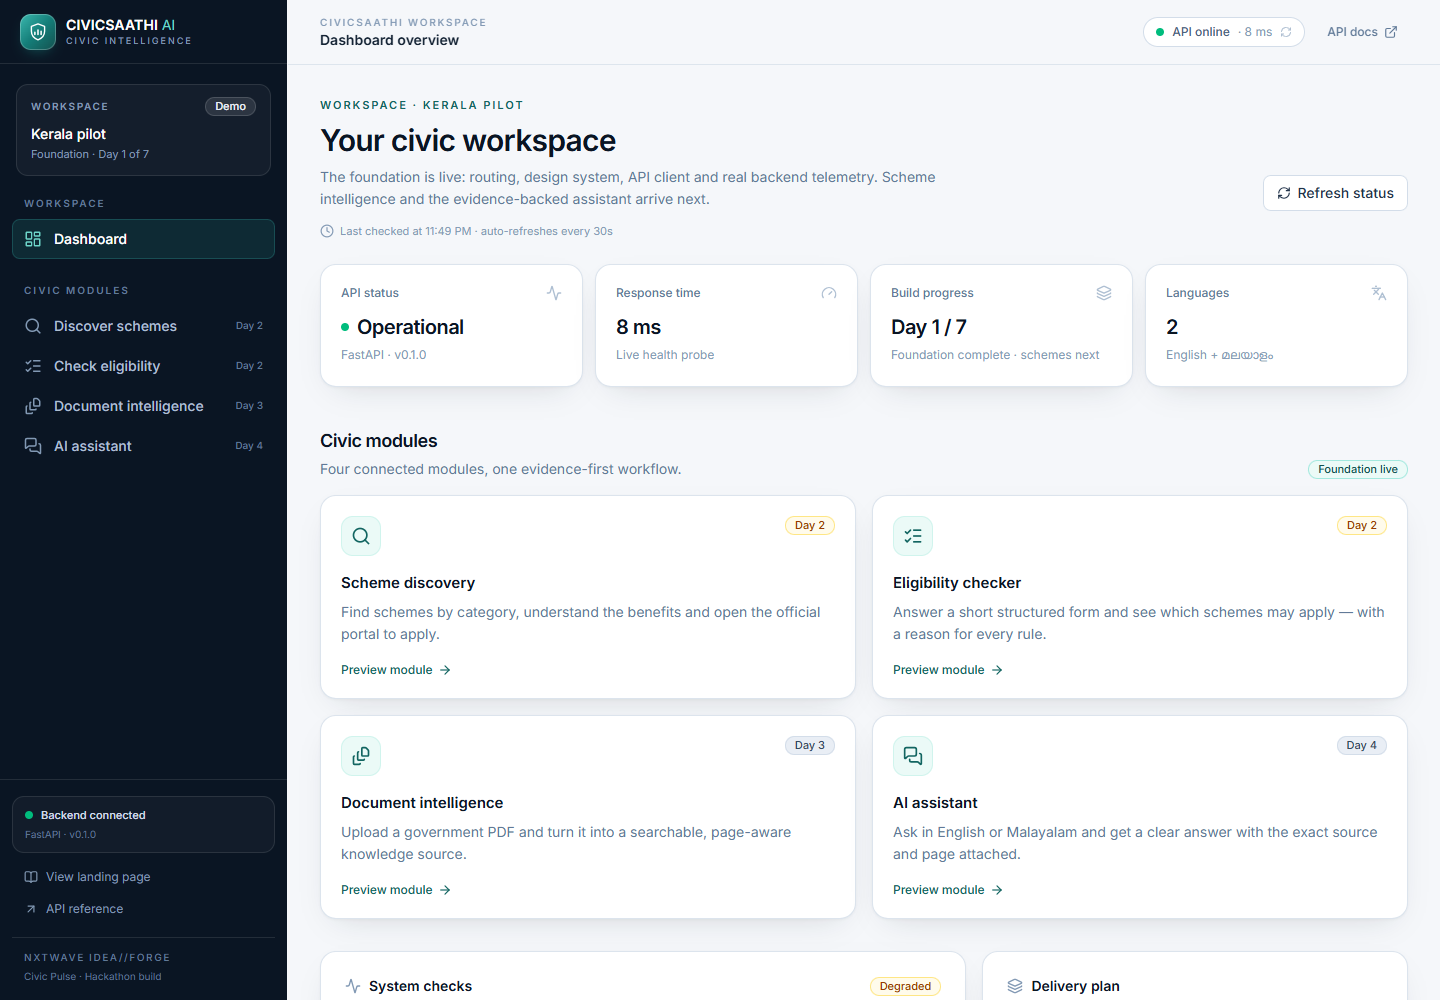 CIVICSAATHI AI
CIVIC INTELLIGENCE
WORKSPACE
Demo
Kerala pilot
Foundation · Day 1 of 7
WORKSPACE
Dashboard
CIVIC MODULES
Discover schemes
Day 2
Check eligibility
Day 2
Document intelligence
Day 3
AI assistant
Day 4
Backend connected
FastAPI · v0.1.0
View landing page
API reference
NXTWAVE IDEA//FORGE
Civic Pulse · Hackathon build
CIVICSAATHI WORKSPACE
Dashboard overview
API online · 8 ms
API docs
WORKSPACE · KERALA PILOT
Your civic workspace
The foundation is live: routing, design system, API client and real backend telemetry. Scheme
intelligence and the evidence-backed assistant arrive next.
Last checked at 11:49 PM · auto-refreshes every 30s
Refresh status
API status
Operational
FastAPI · v0.1.0
Response time
8 ms
Live health probe
Build progress
Day 1 / 7
Foundation complete · schemes next
Languages
2
English + മലയാളം
Civic modules
Four connected modules, one evidence-first workflow.
Foundation live
Day 2
Scheme discovery
Find schemes by category, understand the benefits and open the official
portal to apply.
Preview module
Day 2
Eligibility checker
Answer a short structured form and see which schemes may apply — with
a reason for every rule.
Preview module
Day 3
Document intelligence
Upload a government PDF and turn it into a searchable, page-aware
knowledge source.
Preview module
Day 4
AI assistant
Ask in English or Malayalam and get a clear answer with the exact source
and page attached.
Preview module
System checks
Degraded
Delivery plan